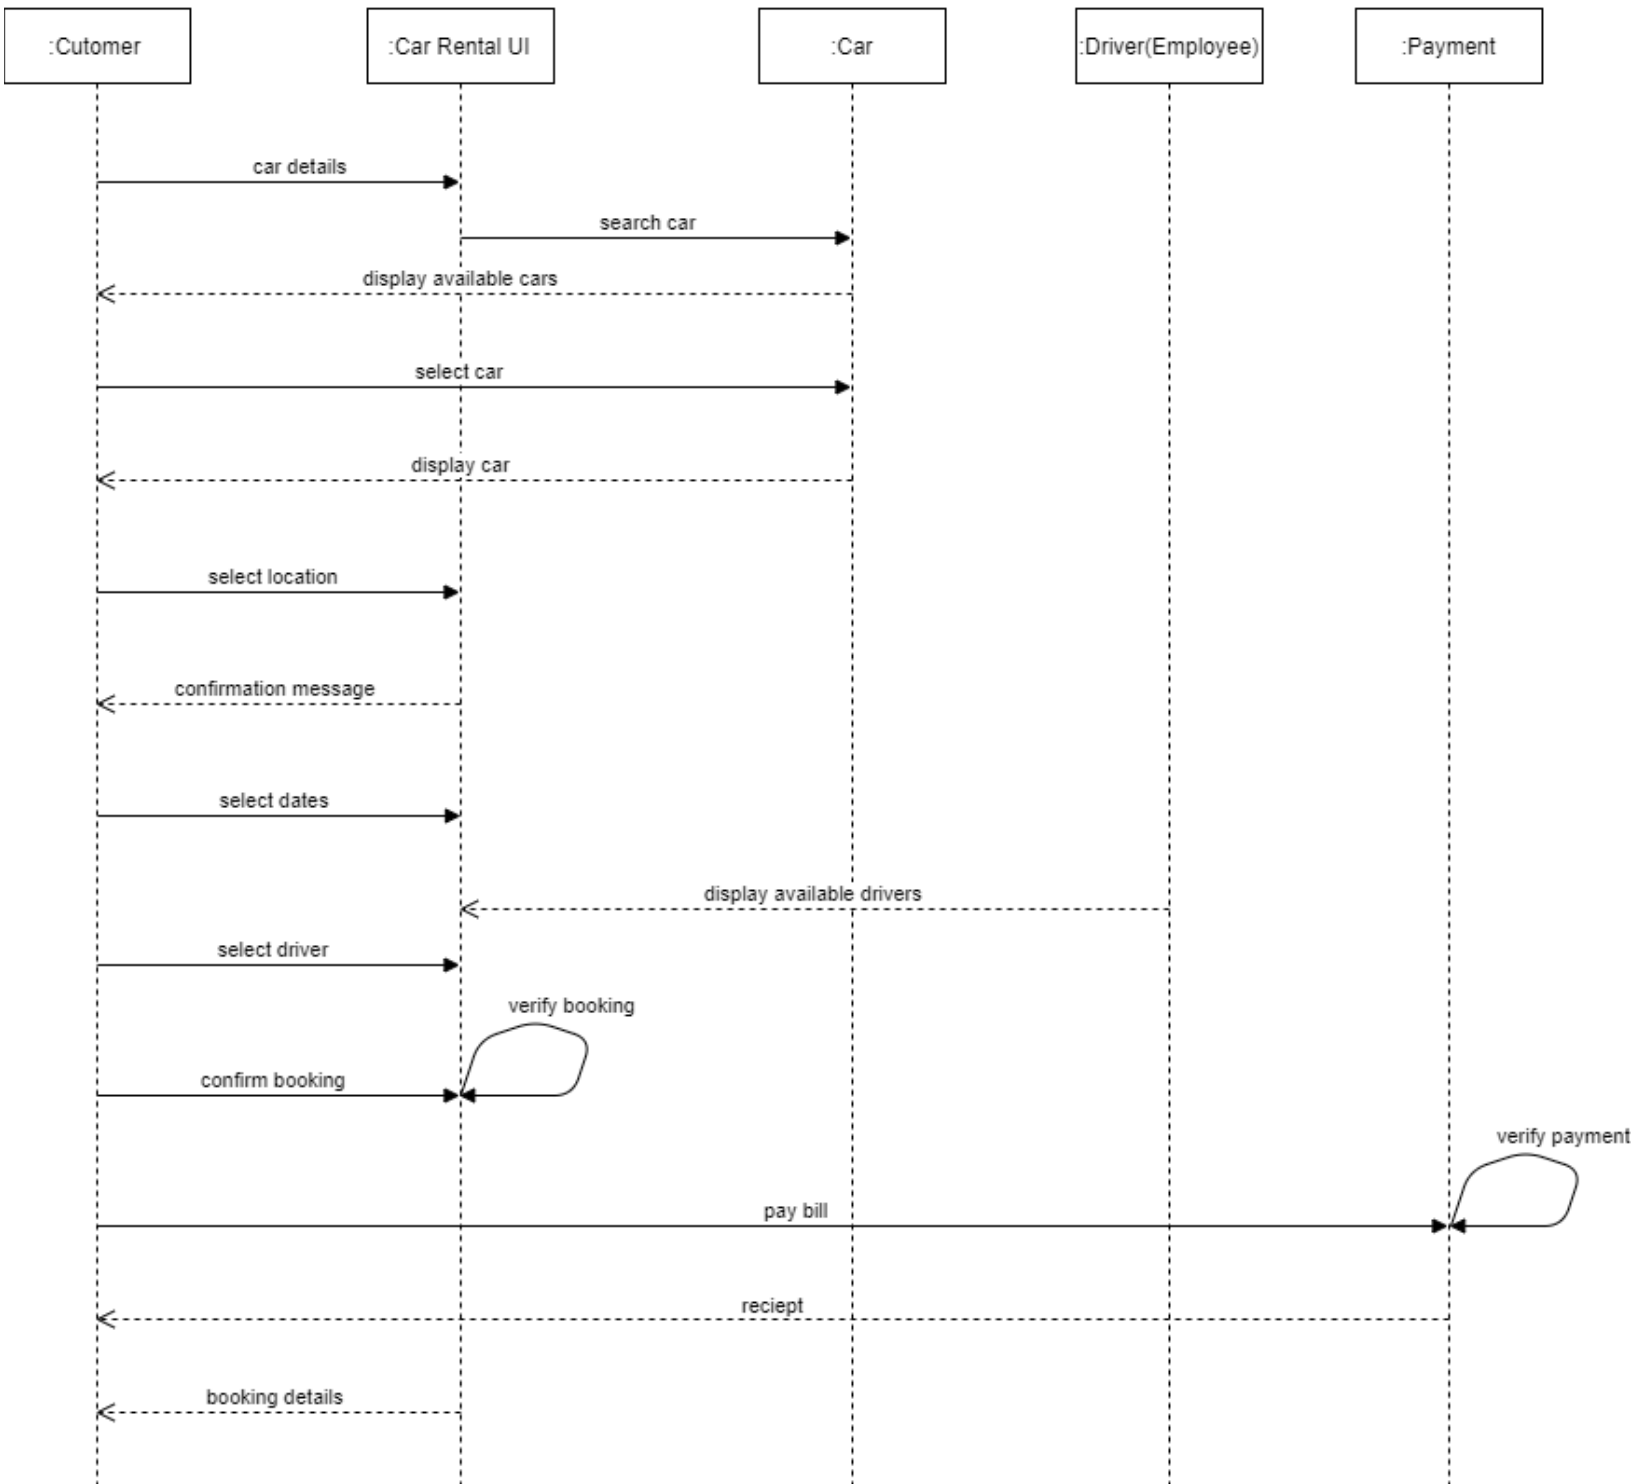 :Cutomer
:Car Rental UI
:Car
:Driver(Employee)
:Payment
car details
search car
display available cars
select car
display car
select location
confirmation message
select dates
display available drivers
select driver
verify booking
confirm booking
verify payment
pay bill
reciept
booking details